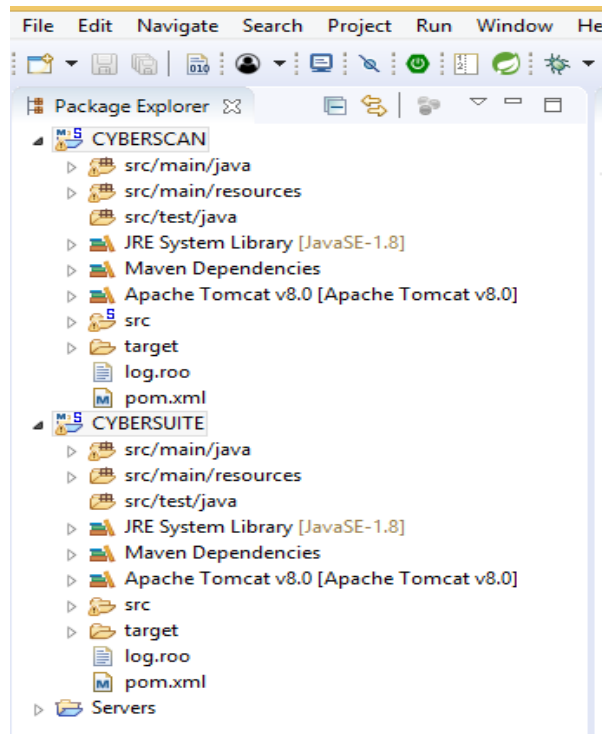 File Edit Navigate Search Project Run Window He
010
Package Explorer
CYBERSCAN
src/main/java
src/main/resources
src/test/java
JRE System Library [JavaSE-1.8]
Maven Dependencies
Apache Tomcat v8.0 [Apache Tomcat v8.0]
src
target
log.roo
pom.xml
CYBERSUITE
src/main/java
src/main/resources
src/test/java
JRE System Library [JavaSE-1.8]
Maven Dependencies
Apache Tomcat v8.0 [Apache Tomcat v8.0]
src
target
log.roo
pom.xml
Servers